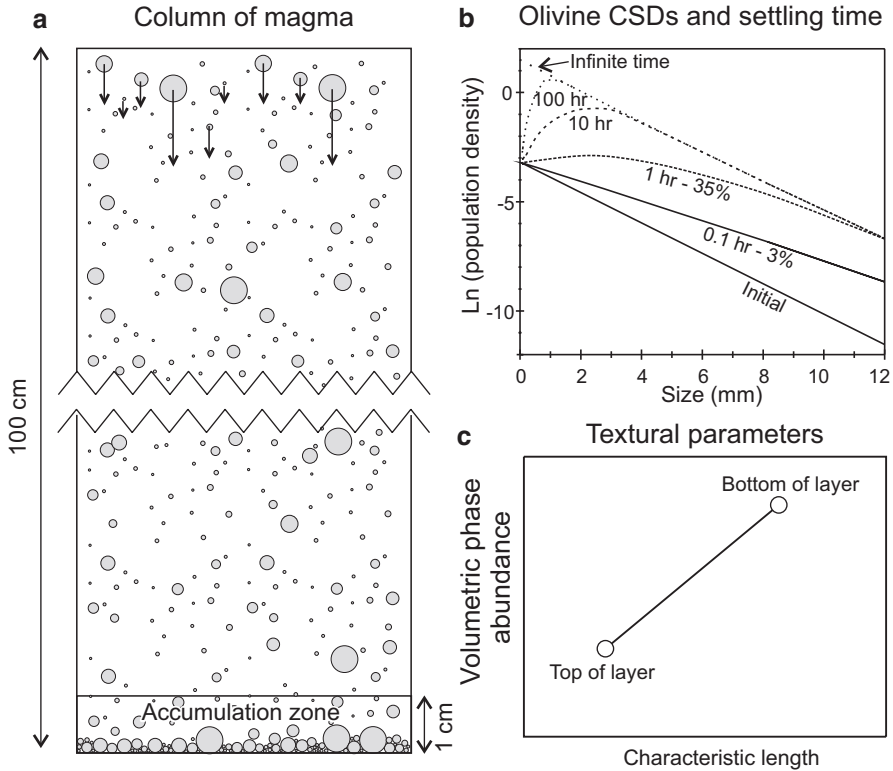 a
Column of magma
100 cm
Accumulation zone
1 cm
b
Olivine CSDs and settling time
Ln (population density)
0
-5
-10
Infinite time
100 hr
10 hr
1 hr - 35%
0.1 hr - 3%
Initial
0 2 4 6 8 10 12
Size (mm)
c
Textural parameters
Volumetric phase
abundance
Bottom of layer
Top of layer
Characteristic length